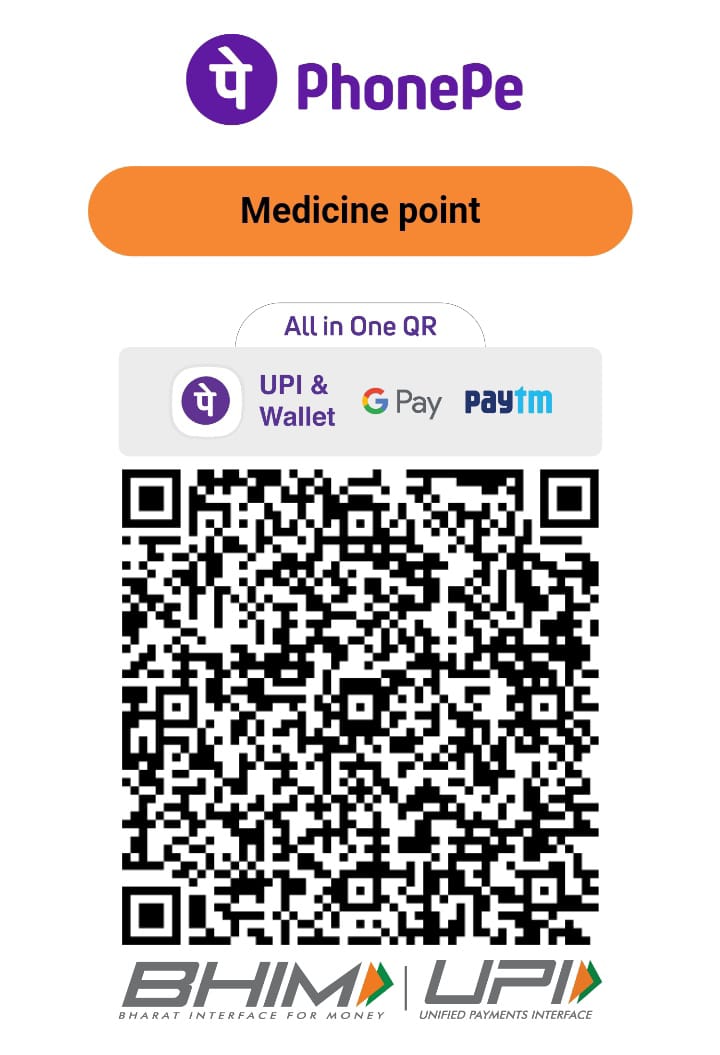 पे PhonePe
Medicine point
All in One QR
पे UPI & Wallet G Pay paytm
BHIM UPI
BHARAT INTERFACE FOR MONEY UNIFIED PAYMENTS INTERFACE